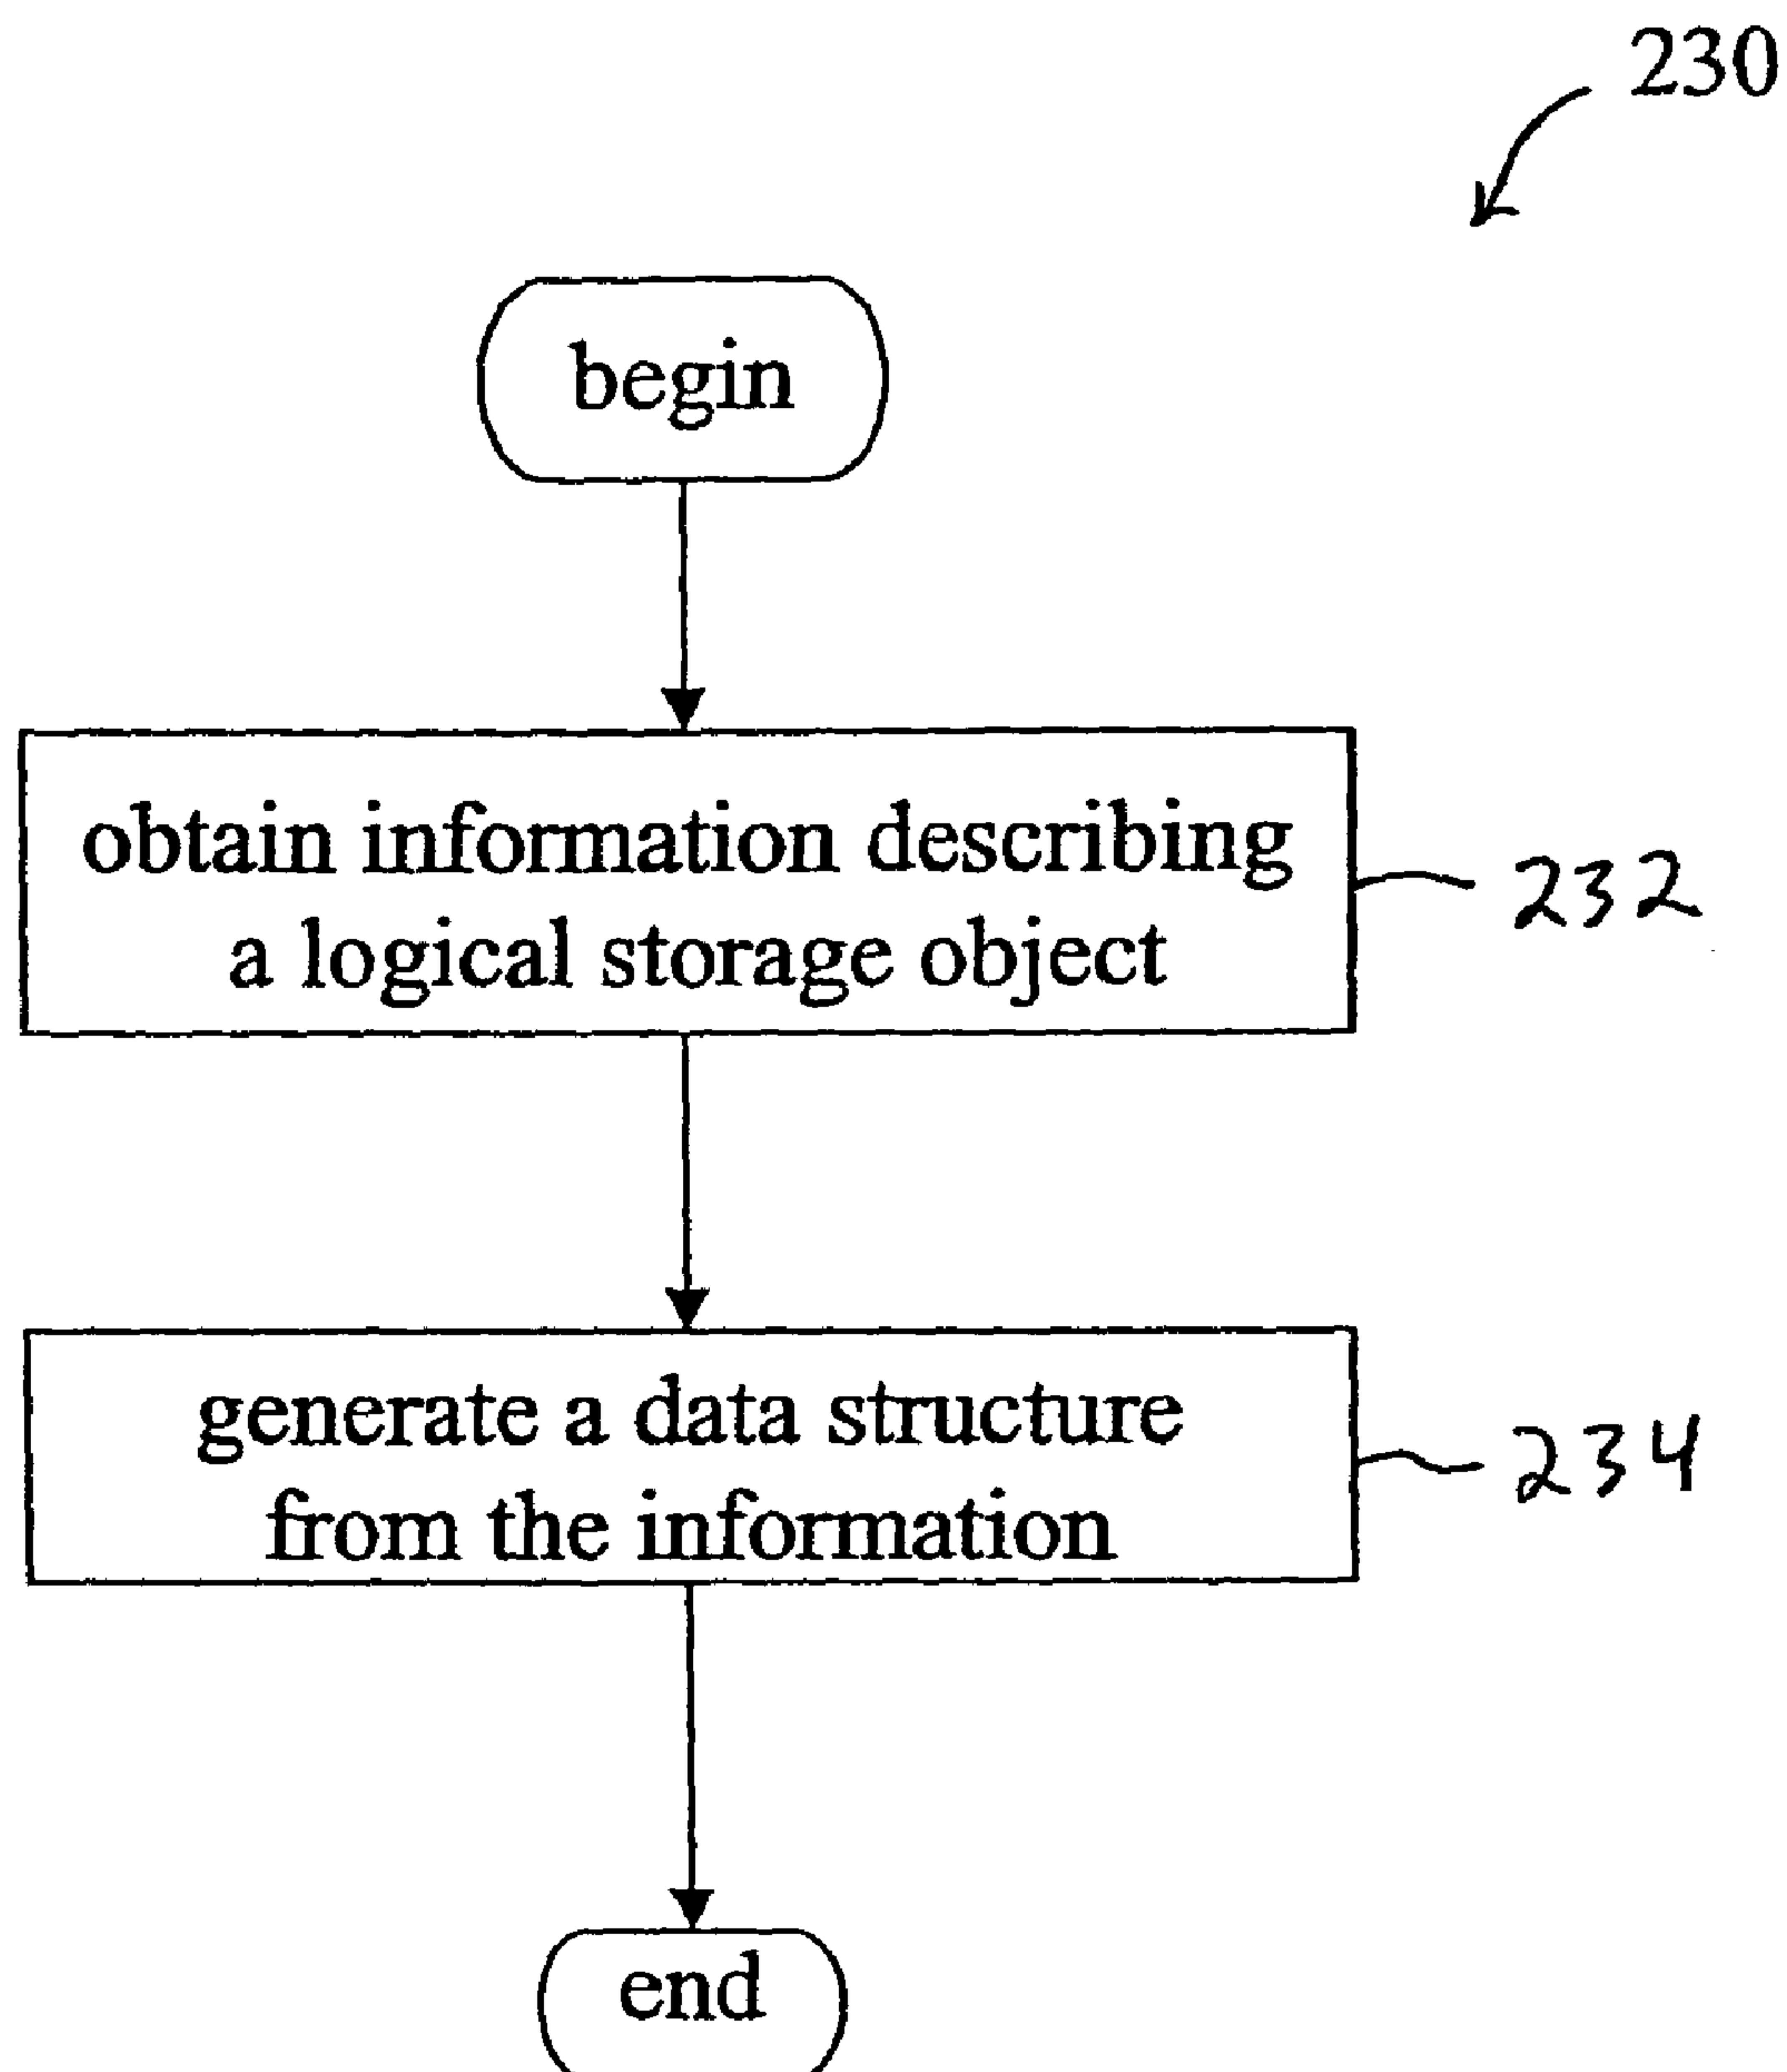 230
begin
obtain information describing
a logical storage object
232
generate a data structure
from the information
234
end